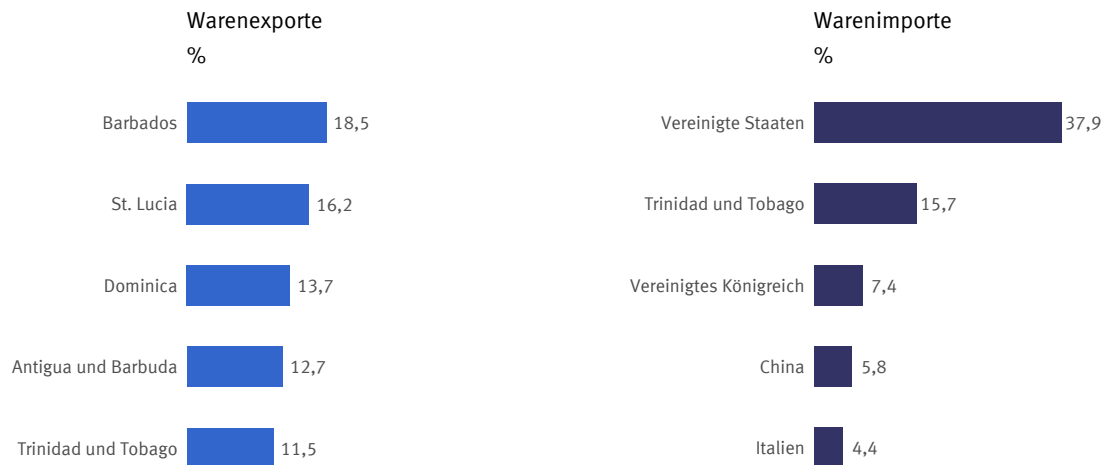 Warenexporte
%
Barbados 18,5
St. Lucia 16,2
Dominica 13,7
Antigua und Barbuda 12,7
Trinidad und Tobago 11,5
Warenimporte
%
Vereinigte Staaten 37,9
Trinidad und Tobago 15,7
Vereinigtes Königreich 7,4
China 5,8
Italien 4,4